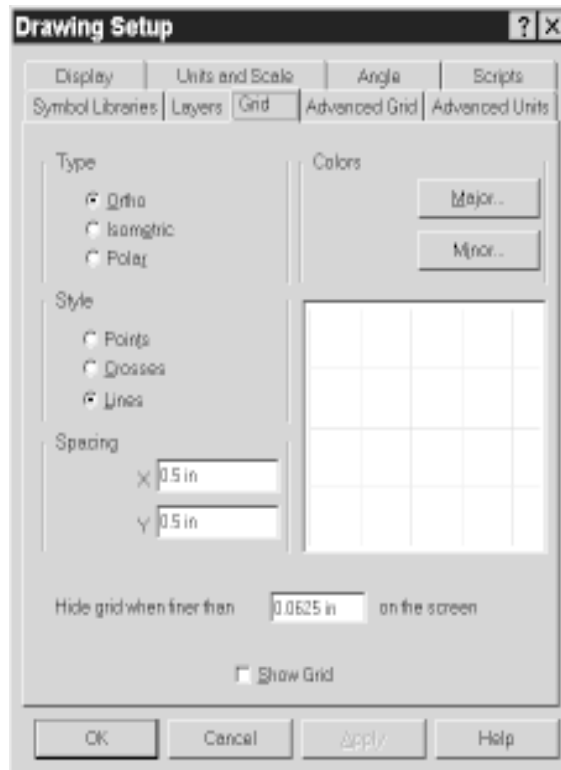 Drawing Setup ? X
Display Units and Scale Angle Scripts
Symbol Libraries Layers Grid Advanced Grid Advanced Units
Type
Ortho
Isometric
Polar
Colors
Major...
Minor...
Style
Points
Crosses
Lines
Spacing
X 0.5 in
Y 0.5 in
Hide grid when finer than 0.0625 in on the screen
Show Grid
OK Cancel Apply Help